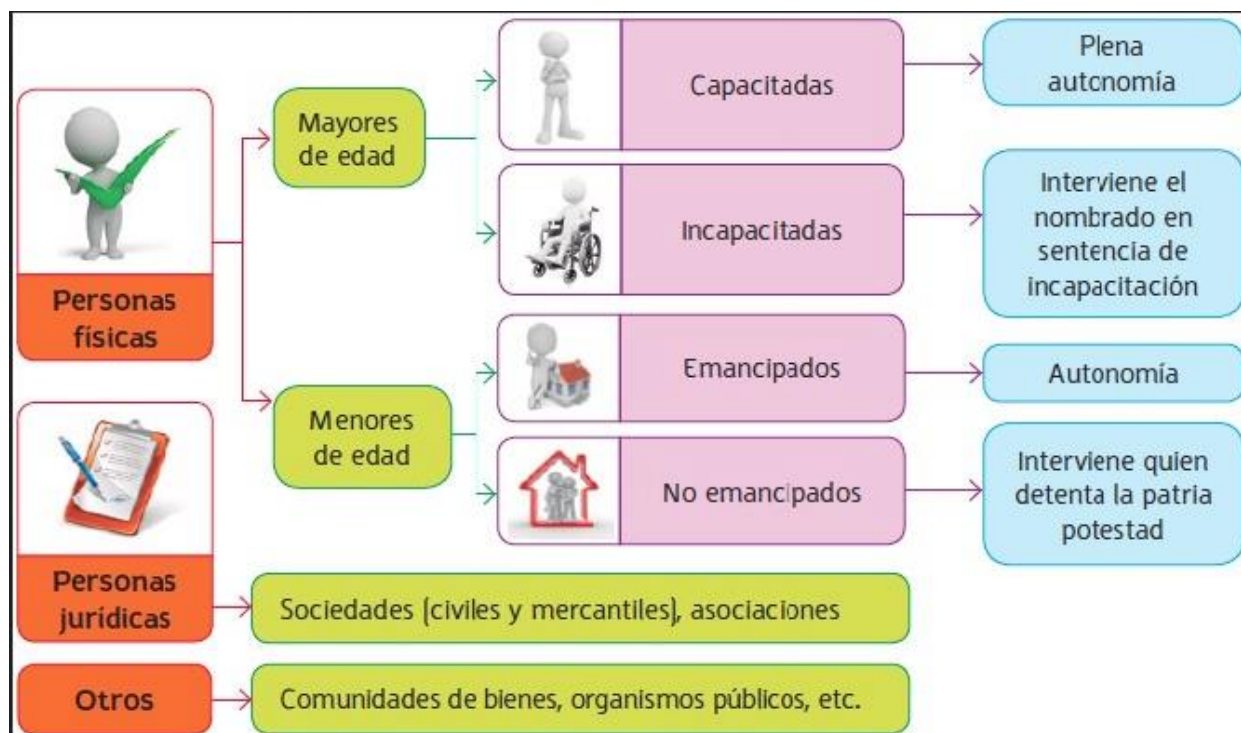 Personas
físicas
Mayores
de edad
Capacitadas
Plena
autonomía
Incapacitadas
Interviene el
nombrado en
sentencia de
incapacitación
Menores
de edad
Emancipados
Autonomía
No emancipados
Interviene quien
detenta la patria
potestad
Personas
jurídicas
Sociedades (civiles y mercantiles), asociaciones
Otros
Comunidades de bienes, organismos públicos, etc.